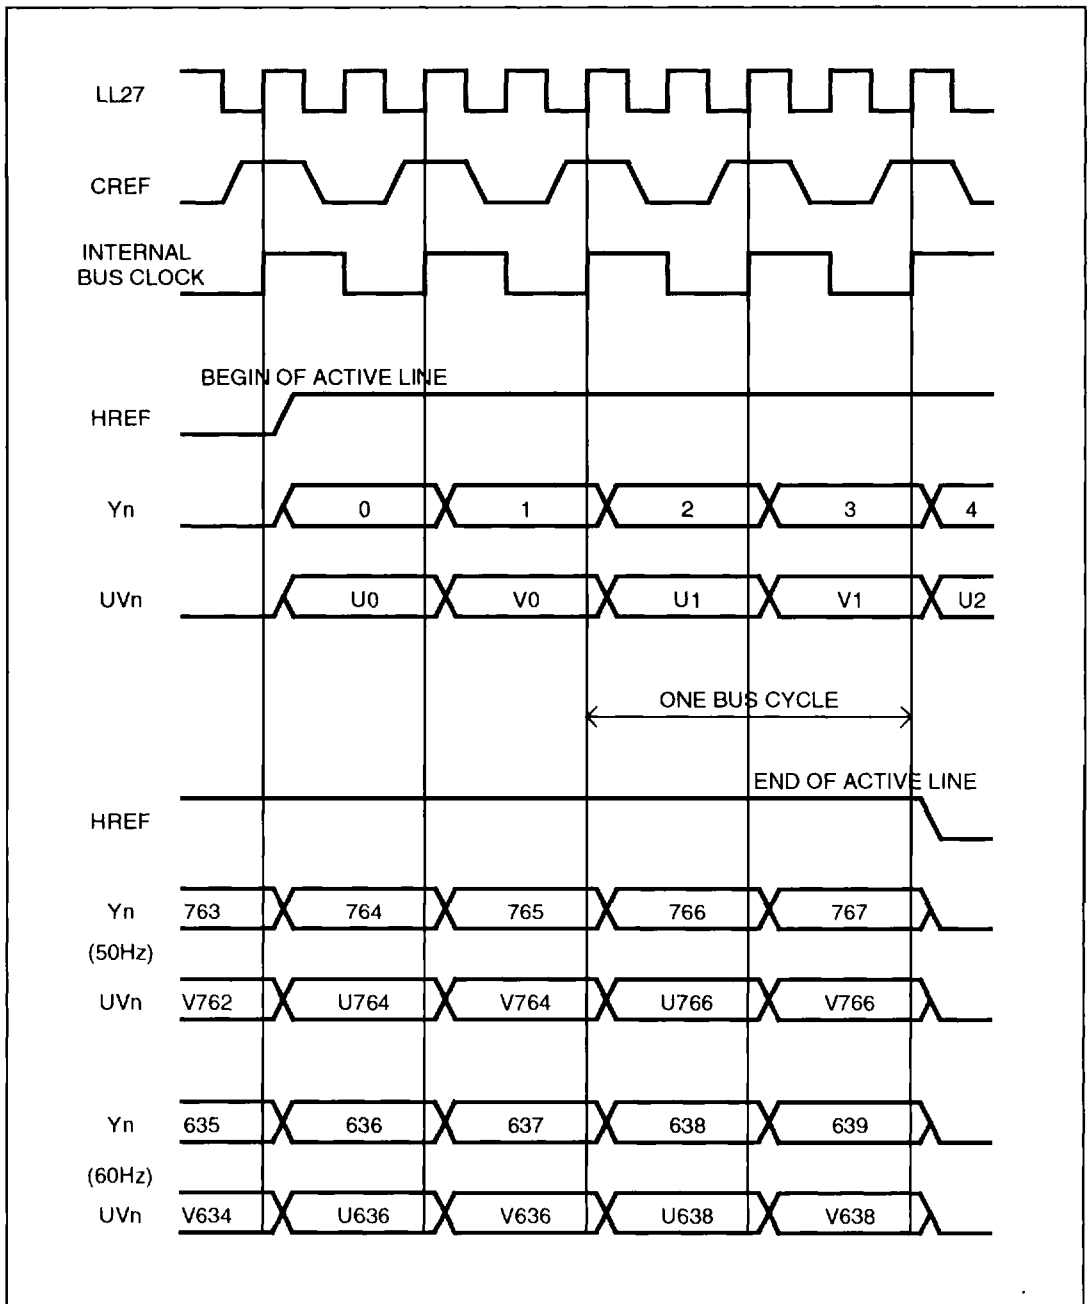 LL27
CREF
INTERNAL
BUS CLOCK
BEGIN OF ACTIVE LINE
HREF
Yn 0 1 2 3 4
UVn U0 V0 U1 V1 U2
ONE BUS CYCLE
END OF ACTIVE LINE
HREF
Yn 763 764 765 766 767
(50Hz)
UVn V762 U764 V764 U766 V766
Yn 635 636 637 638 639
(60Hz)
UVn V634 U636 V636 U638 V638